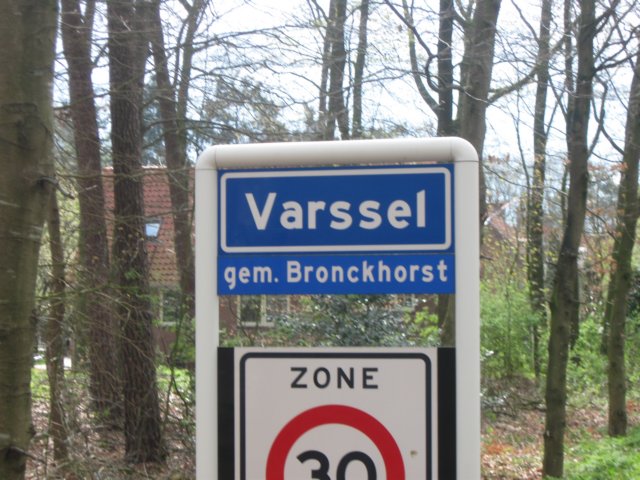 Varssel
gem. Bronckhorst
ZONE
30